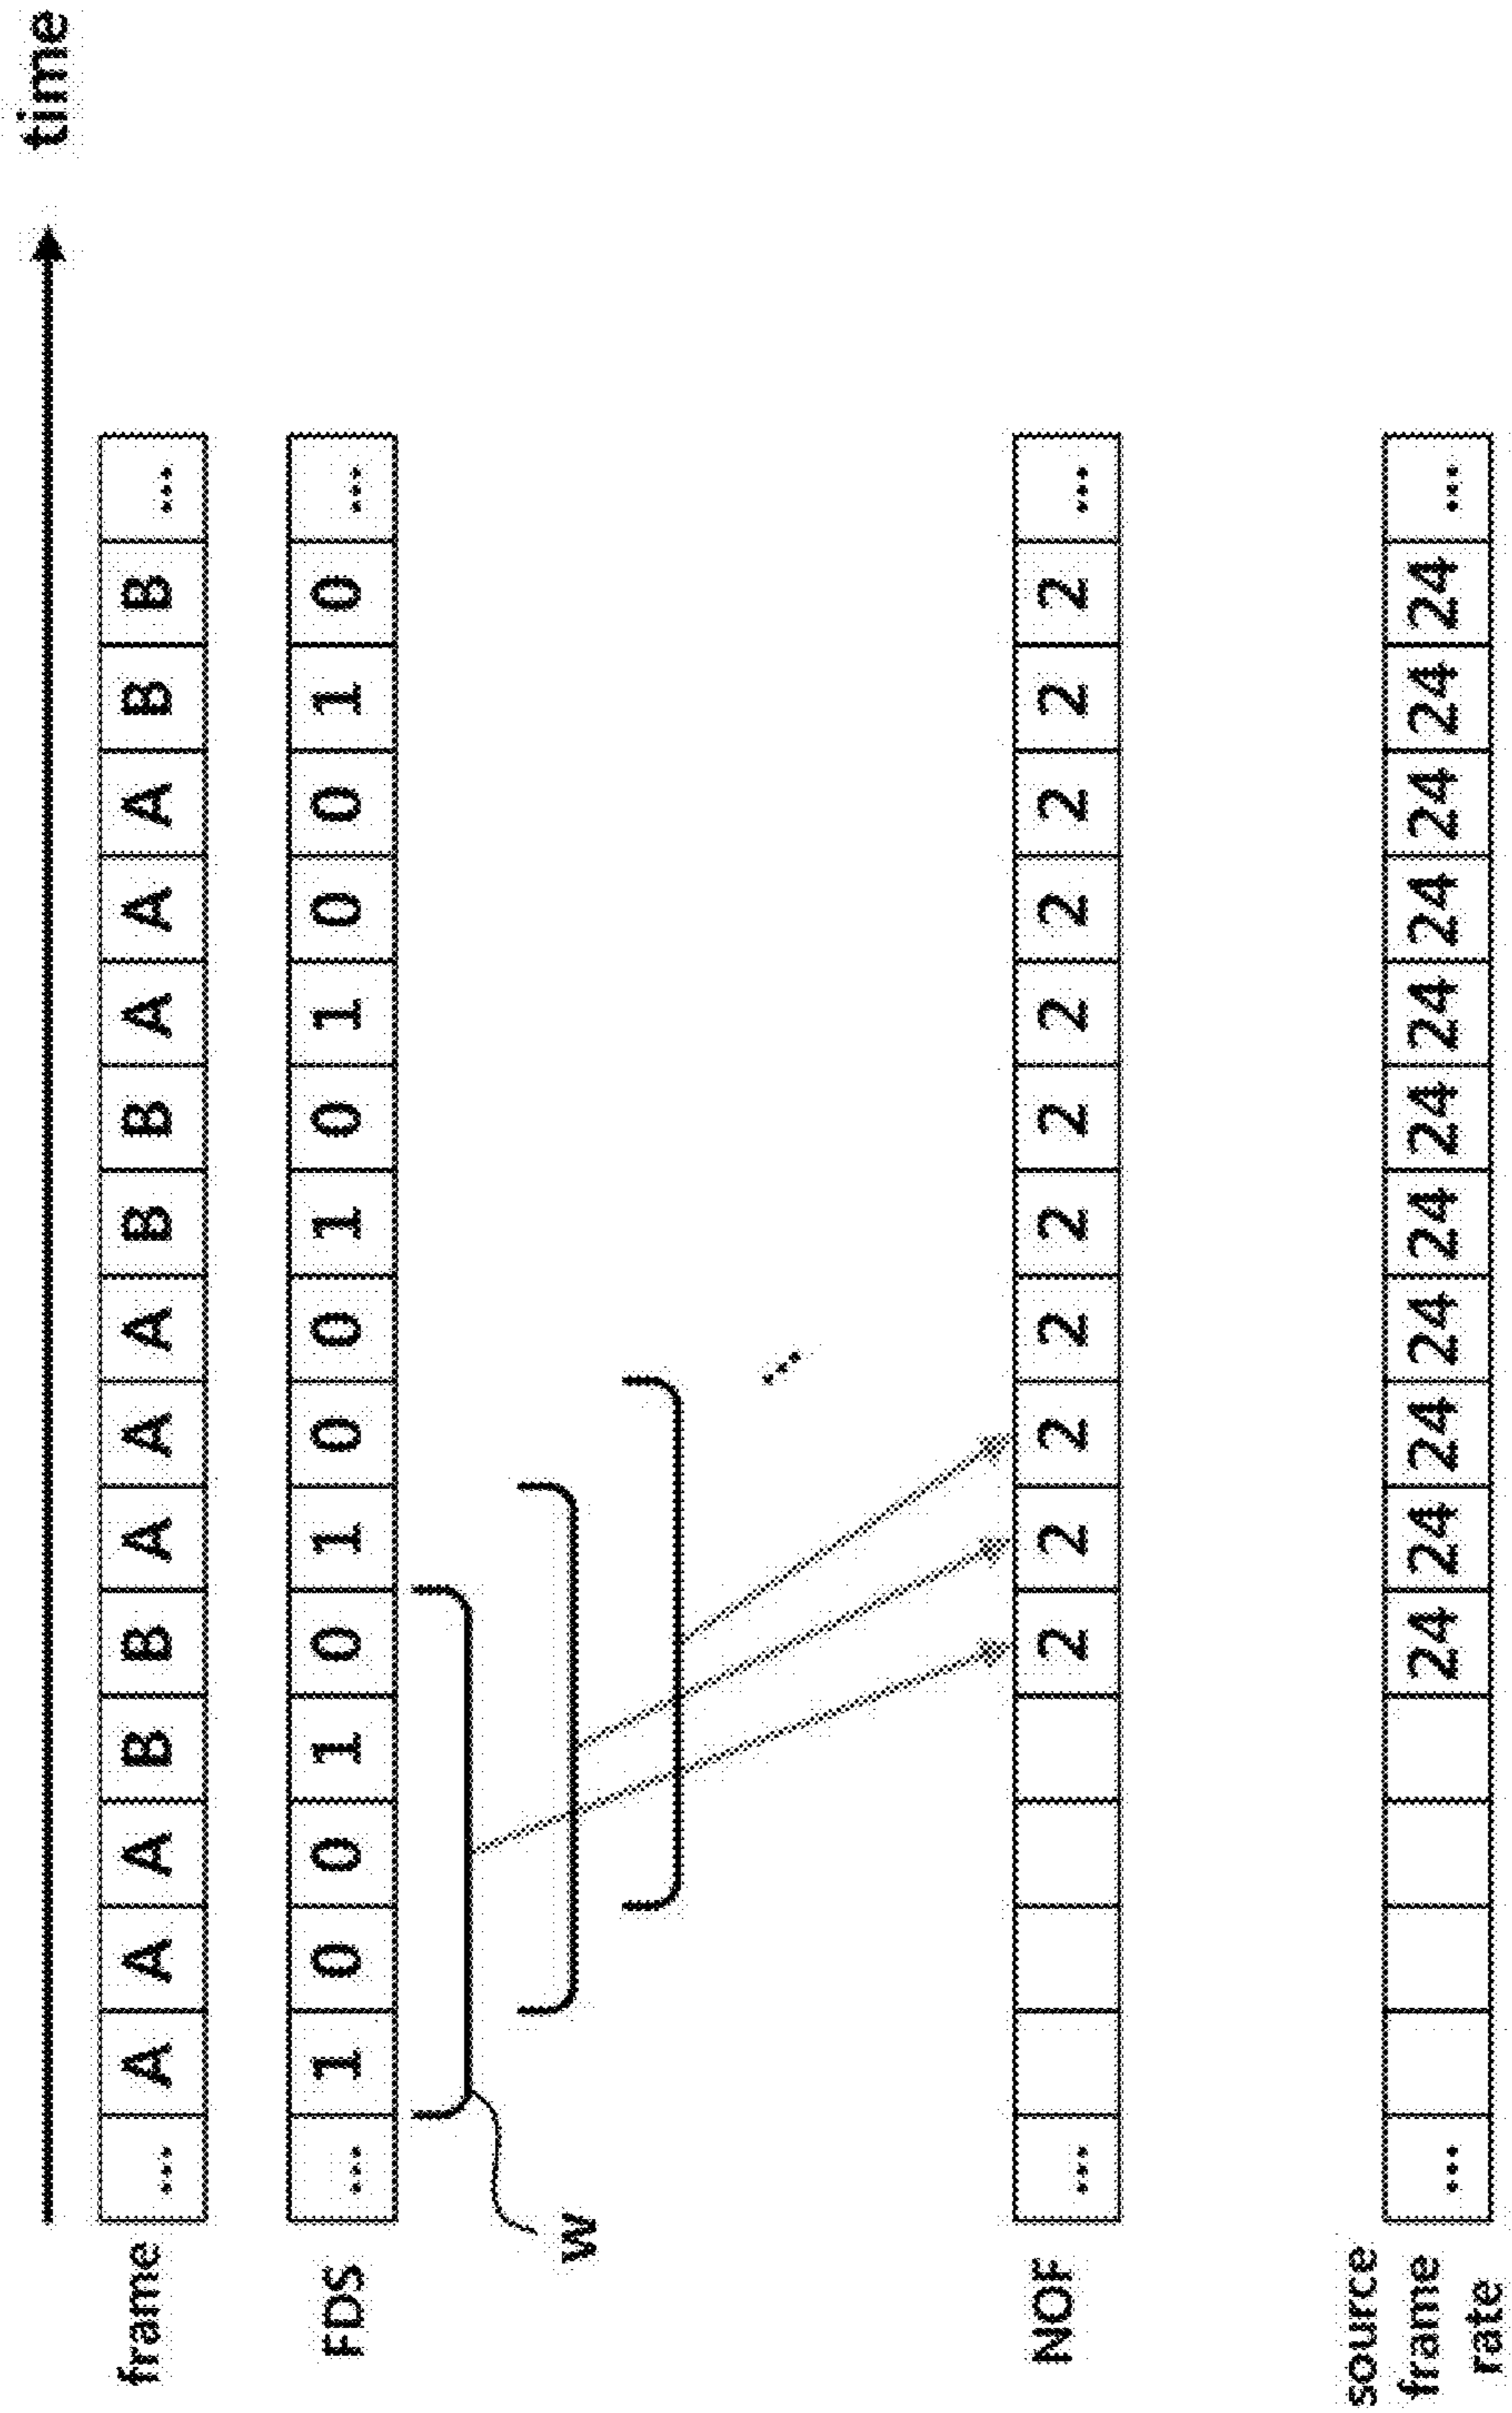 time
frame ... A A A B B A A A B B A A A B B ...
FDS ... 1 0 0 1 0 1 0 0 1 0 1 0 0 1 0 ...
W
...
NOF ... 2 2 2 2 2 2 2 2 2 2 2 ...
source
frame
rate
... 24 24 24 24 24 24 24 24 24 24 24 ...